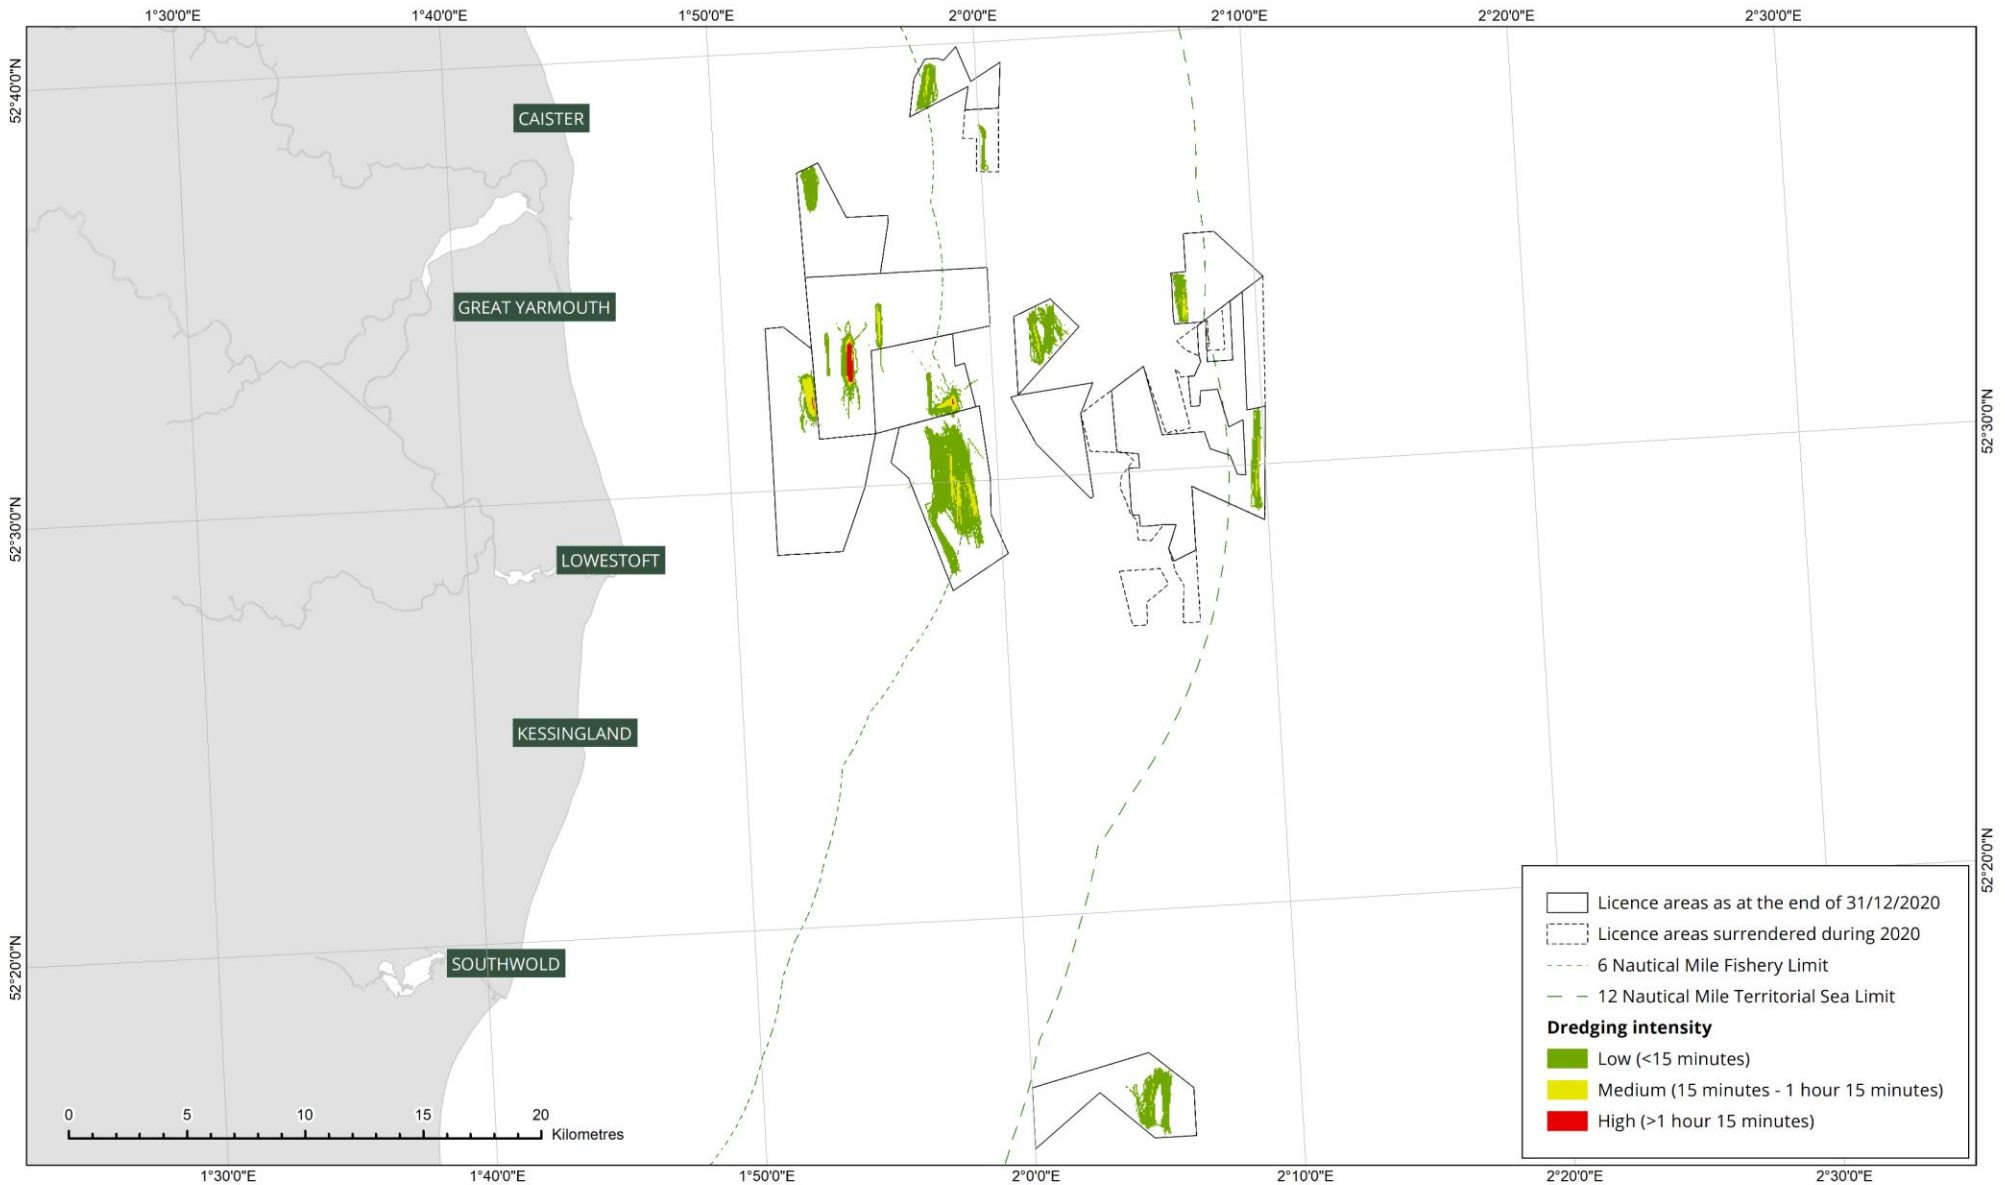 1°30'0"E
1°40'0"E
1°50'0"E
2°0'0"E
2°10'0"E
2°20'0"E
2°30'0"E
52°40'0"N
CAISTER
GREAT YARMOUTH
52°30'0"N
52°30'0"N
LOWESTOFT
KESSINGLAND
52°20'0"N
SOUTHWOLD
52°20'0"N
Licence areas as at the end of 31/12/2020
Licence areas surrendered during 2020
6 Nautical Mile Fishery Limit
12 Nautical Mile Territorial Sea Limit
Dredging intensity
Low (<15 minutes)
Medium (15 minutes - 1 hour 15 minutes)
High (>1 hour 15 minutes)
0 5 10 15 20
Kilometres
1°30'0"E
1°40'0"E
1°50'0"E
2°0'0"E
2°10'0"E
2°20'0"E
2°30'0"E